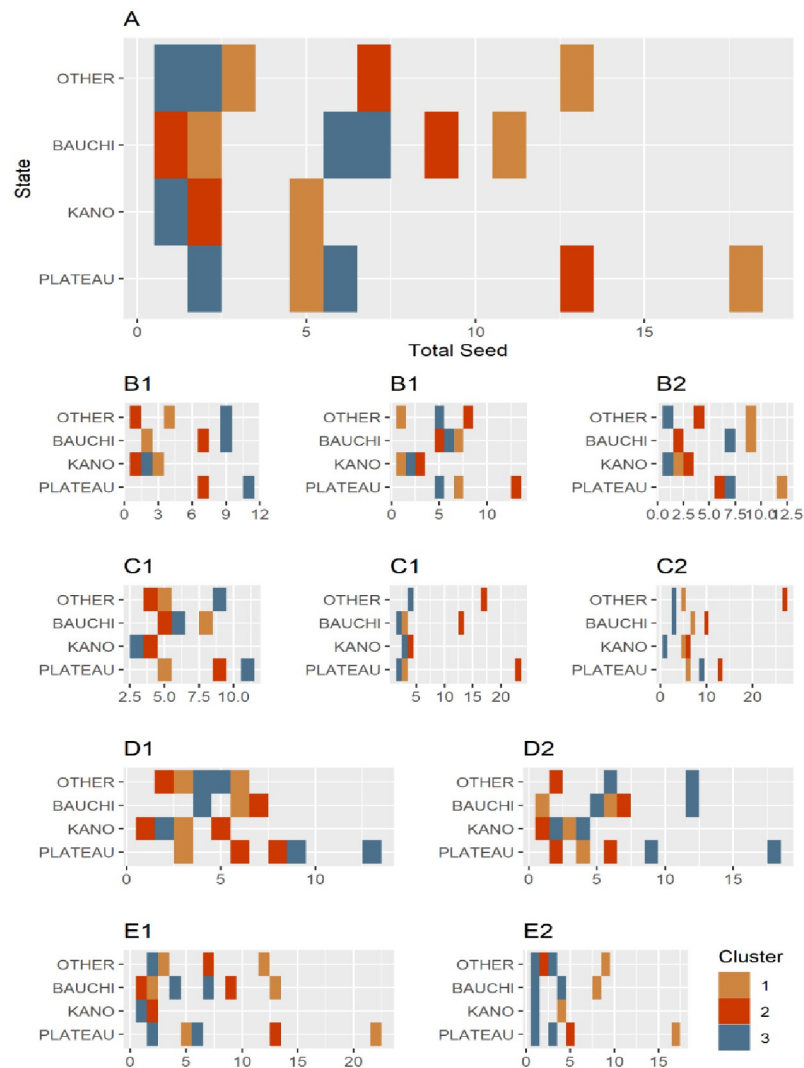 A
State
OTHER
BAUCHI
KANO
PLATEAU
0 5 10 15
Total Seed
B1 B1 B2
OTHER OTHER OTHER
BAUCHI BAUCHI BAUCHI
KANO KANO KANO
PLATEAU PLATEAU PLATEAU
0 3 6 9 12 0 5 10 0.0 2.5 5.0 7.5 10.0 12.5
C1 C1 C2
OTHER OTHER OTHER
BAUCHI BAUCHI BAUCHI
KANO KANO KANO
PLATEAU PLATEAU PLATEAU
2.5 5.0 7.5 10.0 5 10 15 20 0 10 20
D1 D2
OTHER OTHER
BAUCHI BAUCHI
KANO KANO
PLATEAU PLATEAU
0 5 10 0 5 10 15
E1 E2 Cluster
OTHER OTHER 1
BAUCHI BAUCHI 2
KANO KANO 3
PLATEAU PLATEAU
0 5 10 15 20 0 5 10 15